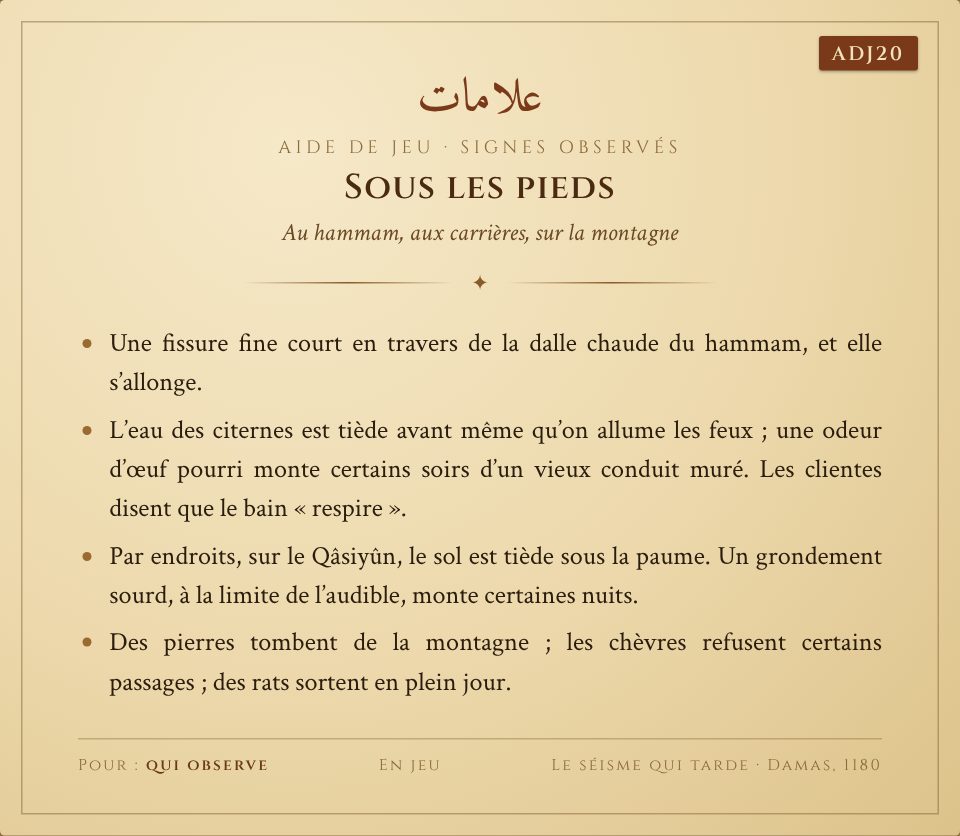 ADJ20
علامات
AIDE DE JEU · SIGNES OBSERVÉS
SOUS LES PIEDS
Au hammam, aux carrières, sur la montagne
• Une fissure fine court en travers de la dalle chaude du hammam, et elle
s’allonge.
• L’eau des citernes est tiède avant même qu’on allume les feux ; une odeur
d’œuf pourri monte certains soirs d’un vieux conduit muré. Les clientes
disent que le bain « respire ».
• Par endroits, sur le Qâsiyûn, le sol est tiède sous la paume. Un grondement
sourd, à la limite de l’audible, monte certaines nuits.
• Des pierres tombent de la montagne ; les chèvres refusent certains
passages ; des rats sortent en plein jour.
POUR : QUI OBSERVE EN JEU LE SÉISME QUI TARDE · DAMAS, 1180